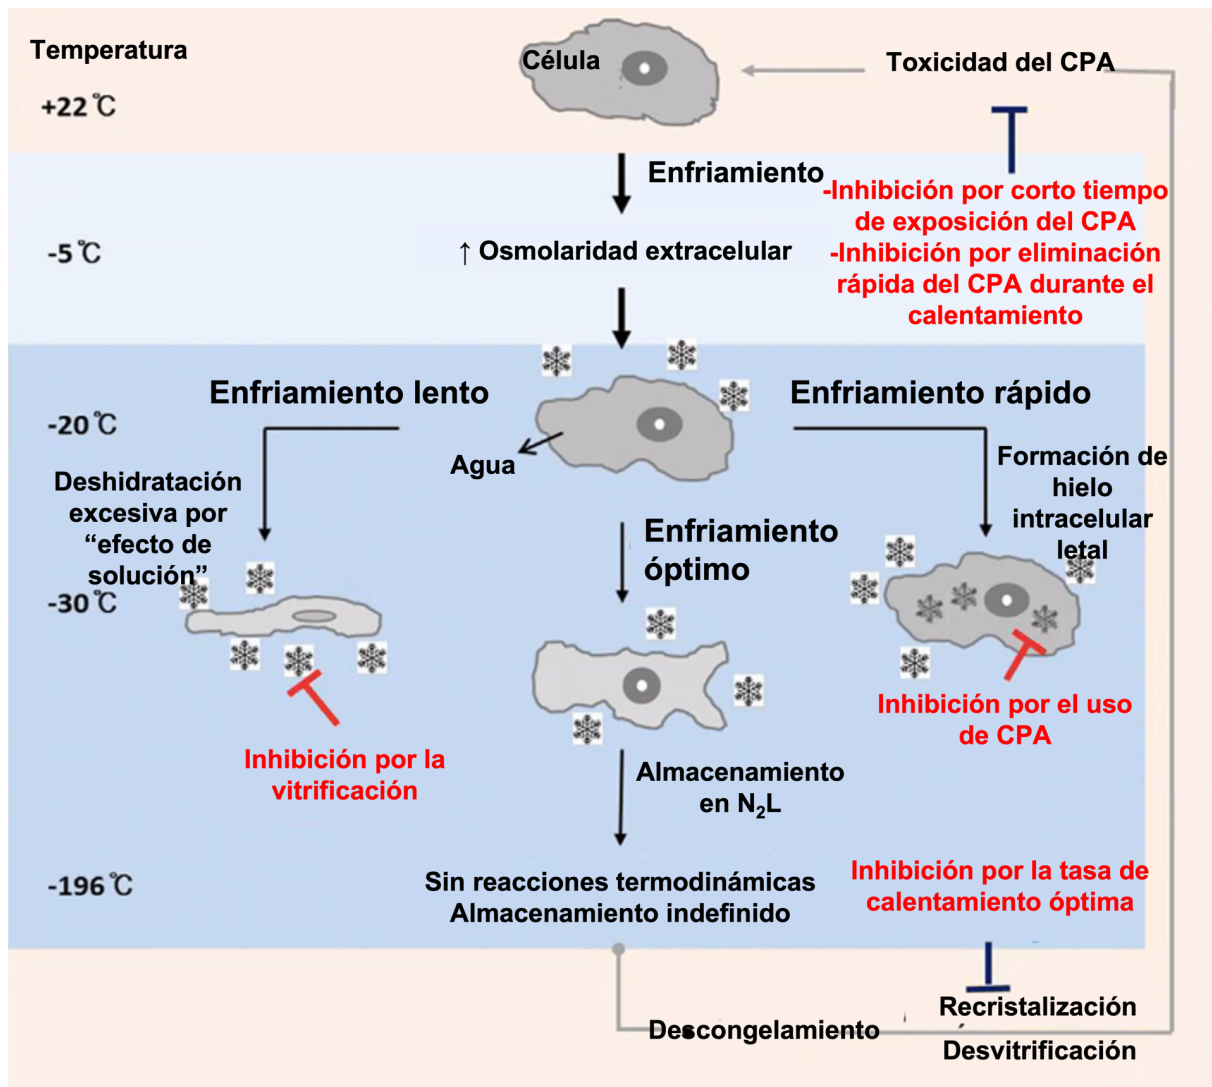 Temperatura
Célula
Toxicidad del CPA
+22°C
Enfriamiento
-Inhibición por corto tiempo
de exposición del CPA
-Inhibición por eliminación
rápida del CPA durante el
calentamiento
-5°C
↑ Osmolaridad extracelular
Enfriamiento lento
Enfriamiento rápido
-20°C
Agua
Formación de
hielo
intracelular
letal
Deshidratación
excesiva por
“efecto de
solución”
Enfriamiento
óptimo
-30°C
Inhibición por el uso
de CPA
Inhibición por la
vitrificación
Almacenamiento
en N₂L
-196°C
Sin reacciones termodinámicas
Almacenamiento indefinido
Inhibición por la tasa de
calentamiento óptima
Recristalización
Descongelamiento
Desvitrificación